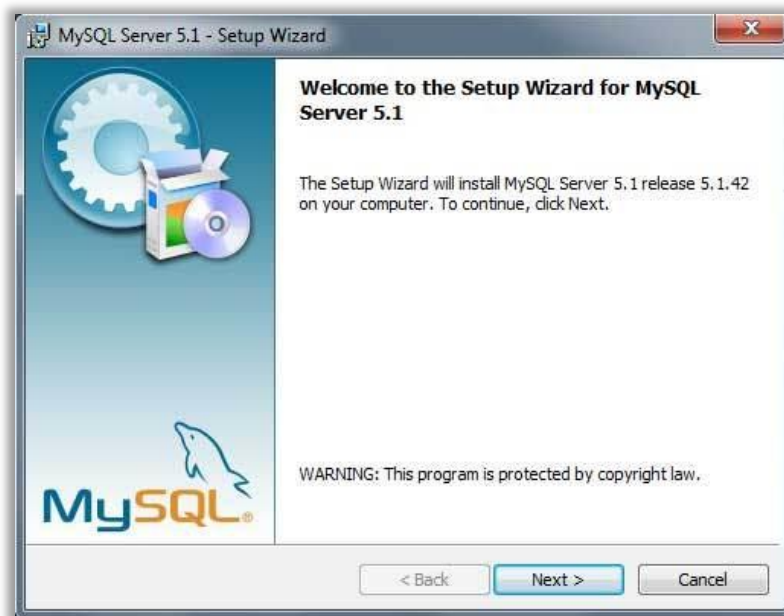 MySQL Server 5.1 - Setup Wizard
Welcome to the Setup Wizard for MySQL
Server 5.1
The Setup Wizard will install MySQL Server 5.1 release 5.1.42
on your computer. To continue, click Next.
WARNING: This program is protected by copyright law.
MySQL®
< Back
Next >
Cancel